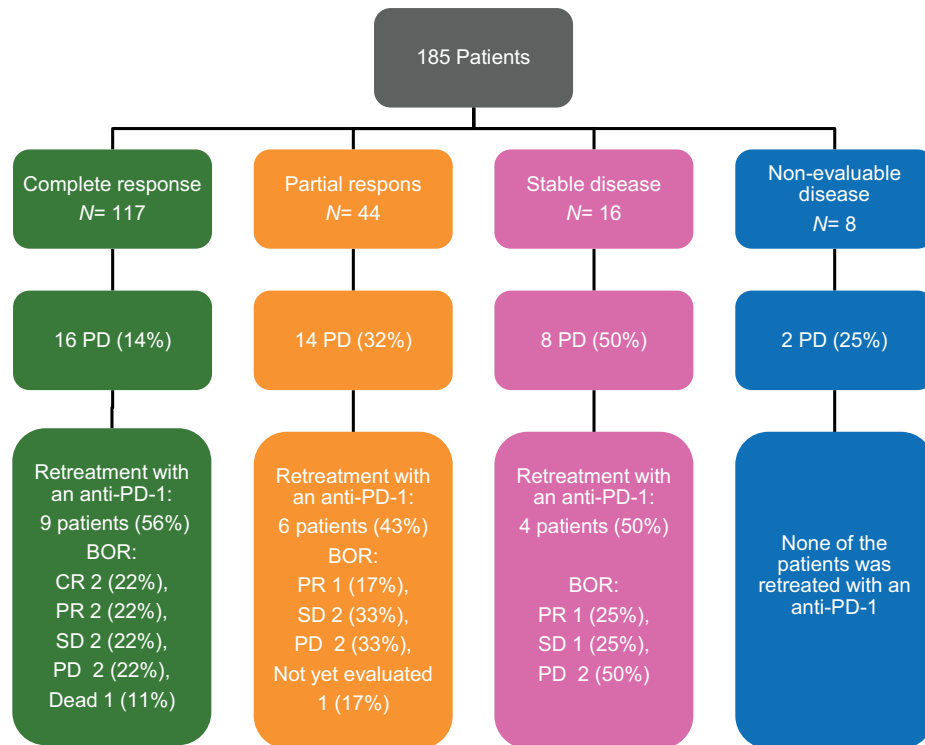 185 Patients
Complete response
N= 117
Partial respons
N= 44
Stable disease
N= 16
Non-evaluable
disease
N= 8
16 PD (14%)
14 PD (32%)
8 PD (50%)
2 PD (25%)
Retreatment with
an anti-PD-1:
9 patients (56%)
BOR:
CR 2 (22%),
PR 2 (22%),
SD 2 (22%),
PD 2 (22%),
Dead 1 (11%)
Retreatment with
an anti-PD-1:
6 patients (43%)
BOR:
PR 1 (17%),
SD 2 (33%),
PD 2 (33%),
Not yet evaluated
1 (17%)
Retreatment with
an anti-PD-1:
4 patients (50%)
BOR:
PR 1 (25%),
SD 1 (25%),
PD 2 (50%)
None of the
patients was
retreated with an
anti-PD-1